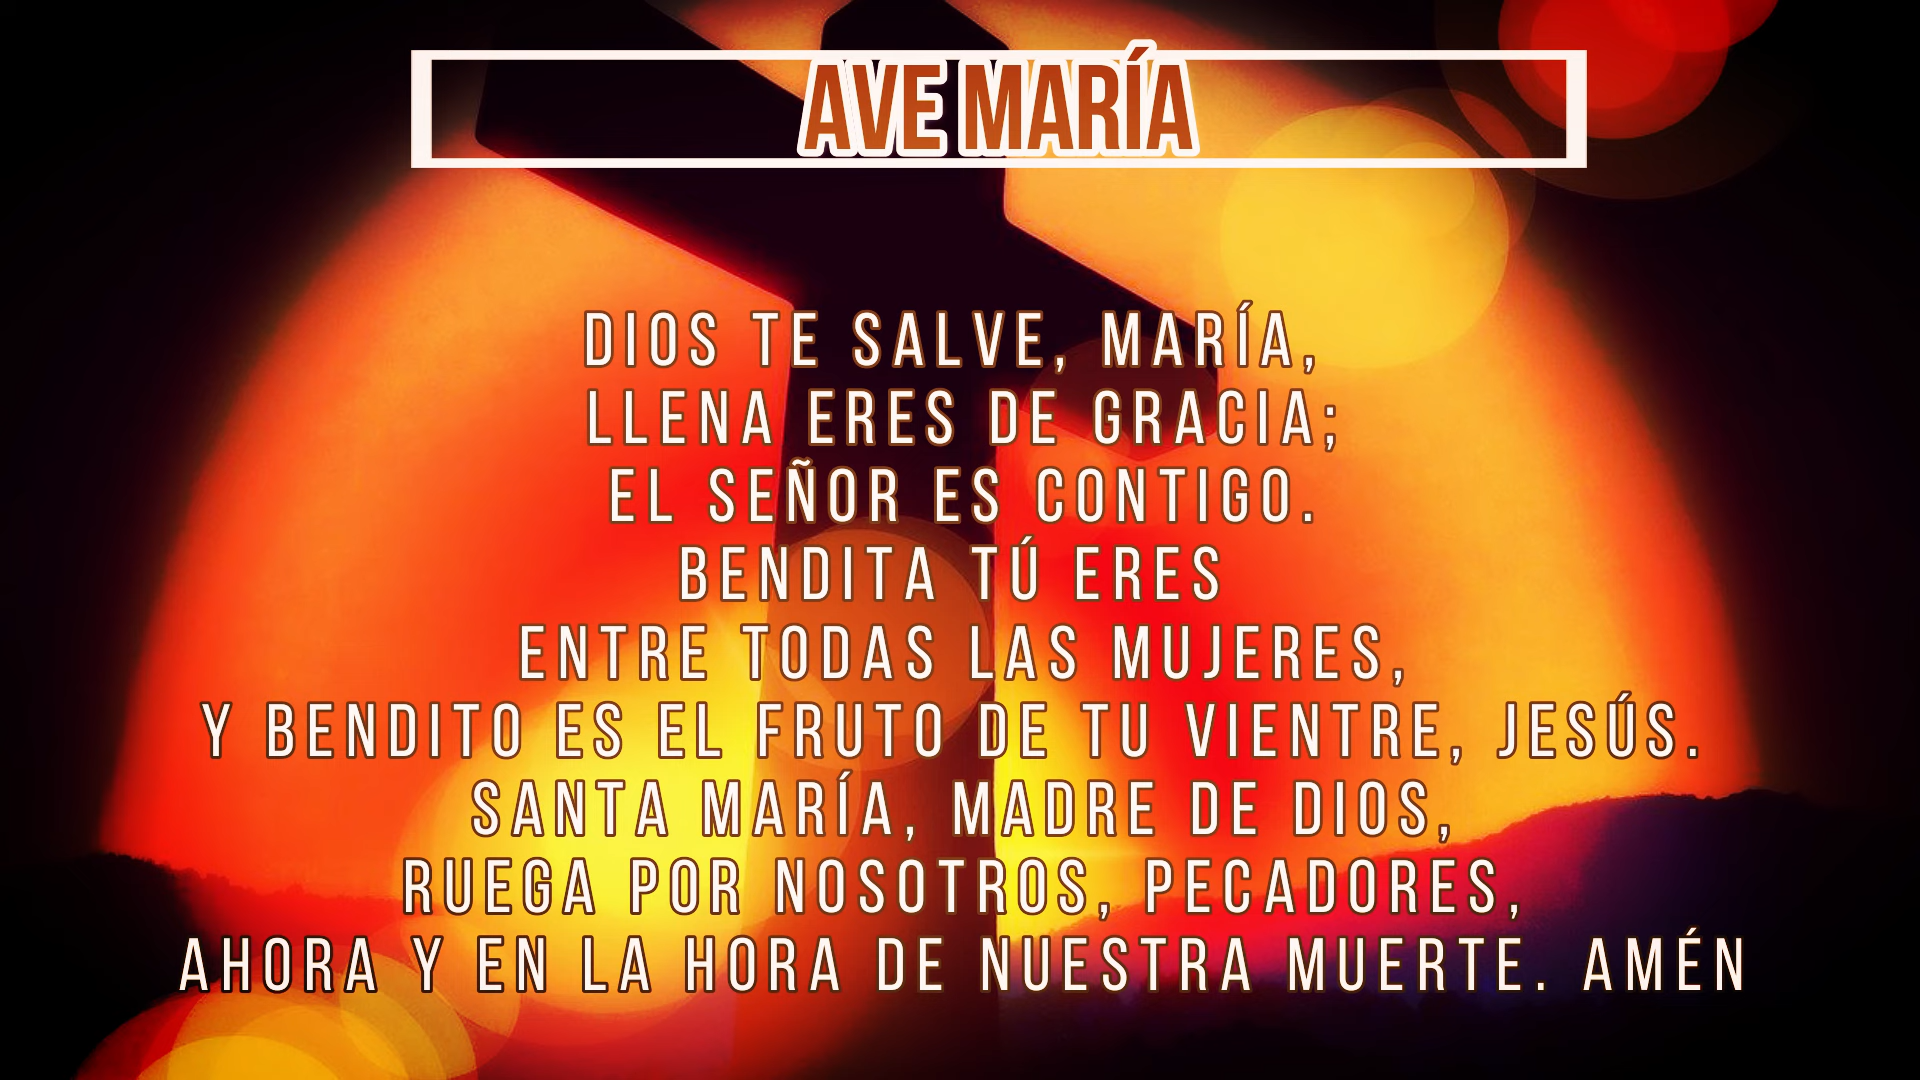 AVE MARÍA
DIOS TE SALVE, MARÍA,
LLENA ERES DE GRACIA;
EL SEÑOR ES CONTIGO.
BENDITA TÚ ERES
ENTRE TODAS LAS MUJERES,
Y BENDITO ES EL FRUTO DE TU VIENTRE, JESÚS.
SANTA MARÍA, MADRE DE DIOS,
RUEGA POR NOSOTROS, PECADORES,
AHORA Y EN LA HORA DE NUESTRA MUERTE. AMÉN